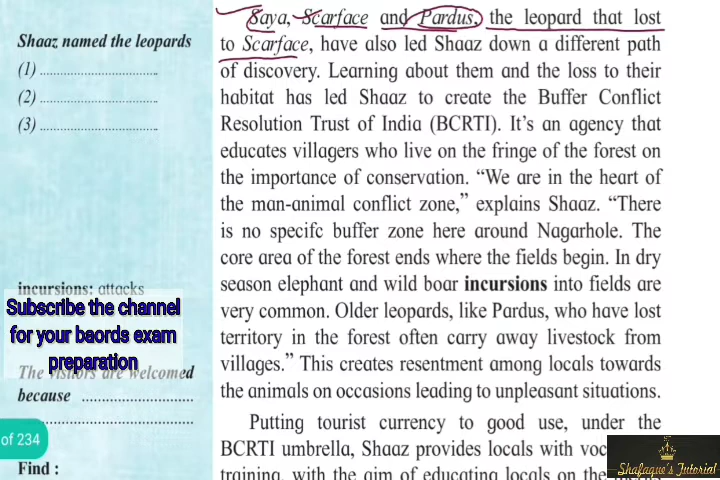 Saya, Scarface and Pardus, the leopard that lost
Shaaz named the leopards
to Scarface, have also led Shaaz down a different path
(1) ...............................
of discovery. Learning about them and the loss to their
(2) ...............................
habitat has led Shaaz to create the Buffer Conflict
(3) ...............................
Resolution Trust of India (BCRTI). It's an agency that
educates villagers who live on the fringe of the forest on
the importance of conservation. “We are in the heart of
the man-animal conflict zone,” explains Shaaz. “There
is no specifc buffer zone here around Nagarhole. The
core area of the forest ends where the fields begin. In dry
season elephant and wild boar incursions into fields are
very common. Older leopards, like Pardus, who have lost
territory in the forest often carry away livestock from
villages.” This creates resentment among locals towards
the animals on occasions leading to unpleasant situations.
incursions: attacks
Subscribe the channel
for your baords exam
preparation
The visitors are welcomed
because ..............................
of 234
Find :
Putting tourist currency to good use, under the
BCRTI umbrella, Shaaz provides locals with
training, with the aim of educating locals on the
Shafaque's Tutorial